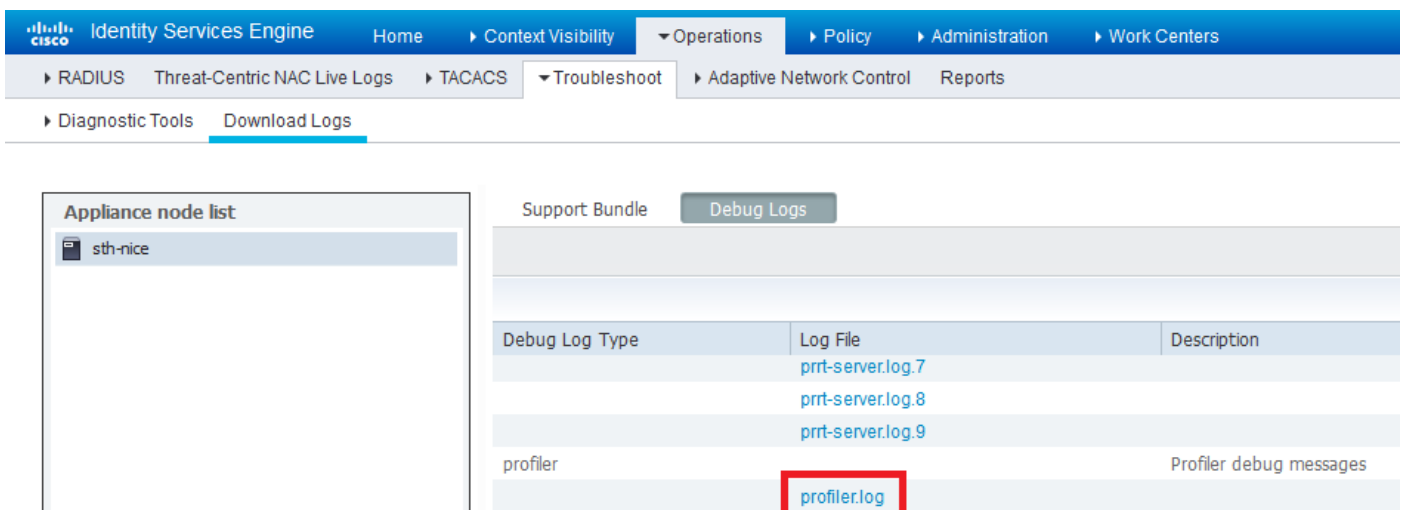 cisco Identity Services Engine Home Context Visibility Operations Policy Administration Work Centers
RADIUS Threat-Centric NAC Live Logs TACACS Troubleshoot Adaptive Network Control Reports
Diagnostic Tools Download Logs
Appliance node list Support Bundle Debug Logs
sth-nice
Debug Log Type Log File Description
prrt-server.log.7
prrt-server.log.8
prrt-server.log.9
profiler Profiler debug messages
profiler.log